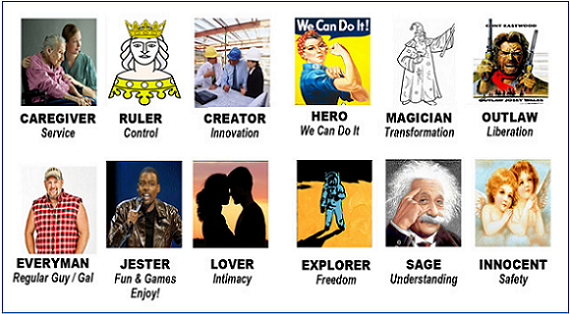 We Can Do It!
CLINT EASTWOOD
OUTLAW JOSEY WALES
CAREGIVER
Service
RULER
Control
CREATOR
Innovation
HERO
We Can Do It
MAGICIAN
Transformation
OUTLAW
Liberation
EVERYMAN
Regular Guy / Gal
JESTER
Fun & Games
Enjoy!
LOVER
Intimacy
EXPLORER
Freedom
SAGE
Understanding
INNOCENT
Safety